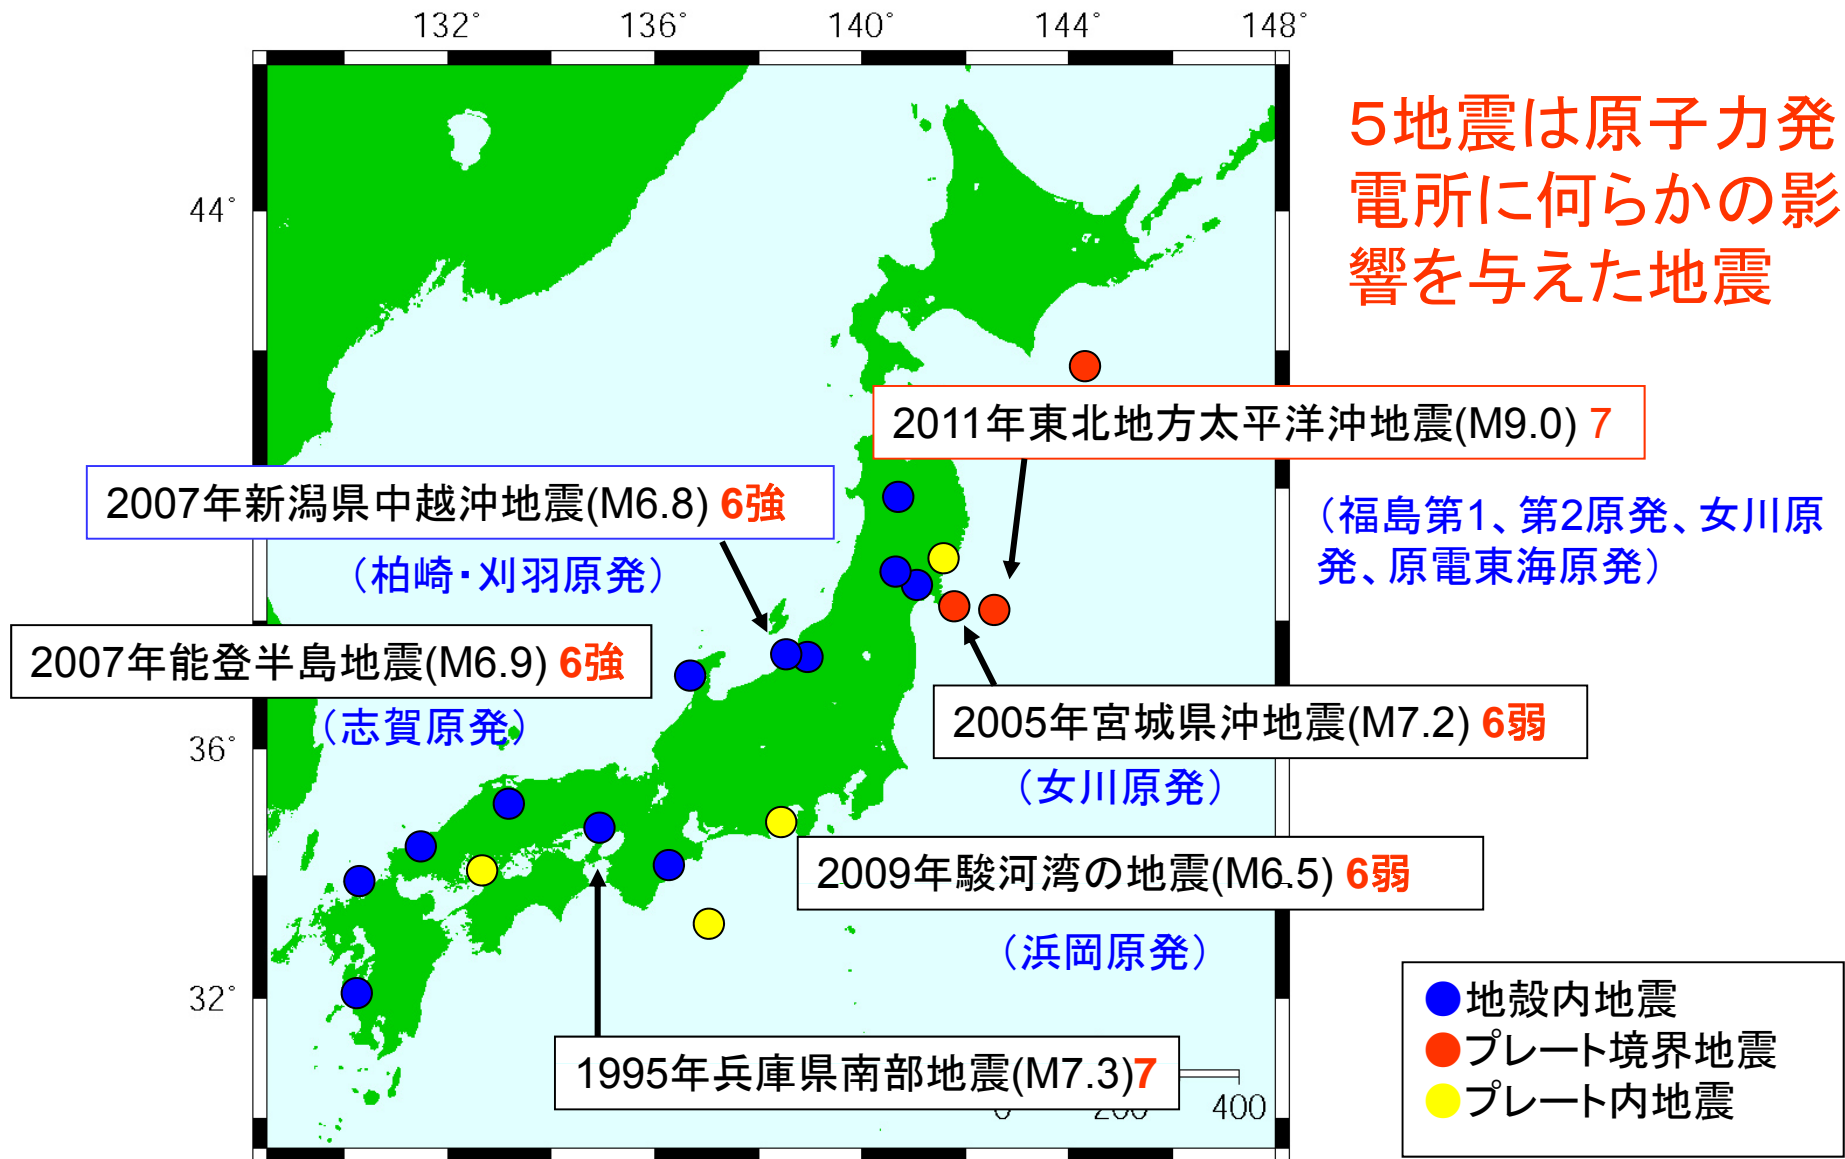 132° 136° 140° 144° 148°
5地震は原子力発
電所に何らかの影
響を与えた地震
44°
2011年東北地方太平洋沖地震(M9.0) 7
2007年新潟県中越沖地震(M6.8) 6強
（柏崎・刈羽原発）
（福島第1、第2原発、女川原
発、原電東海原発）
2007年能登半島地震(M6.9) 6強
（志賀原発）
2005年宮城県沖地震(M7.2) 6弱
36°
（女川原発）
2009年駿河湾の地震(M6.5) 6弱
（浜岡原発）
32°
1995年兵庫県南部地震(M7.3)7
0 200 400
地殻内地震
プレート境界地震
プレート内地震